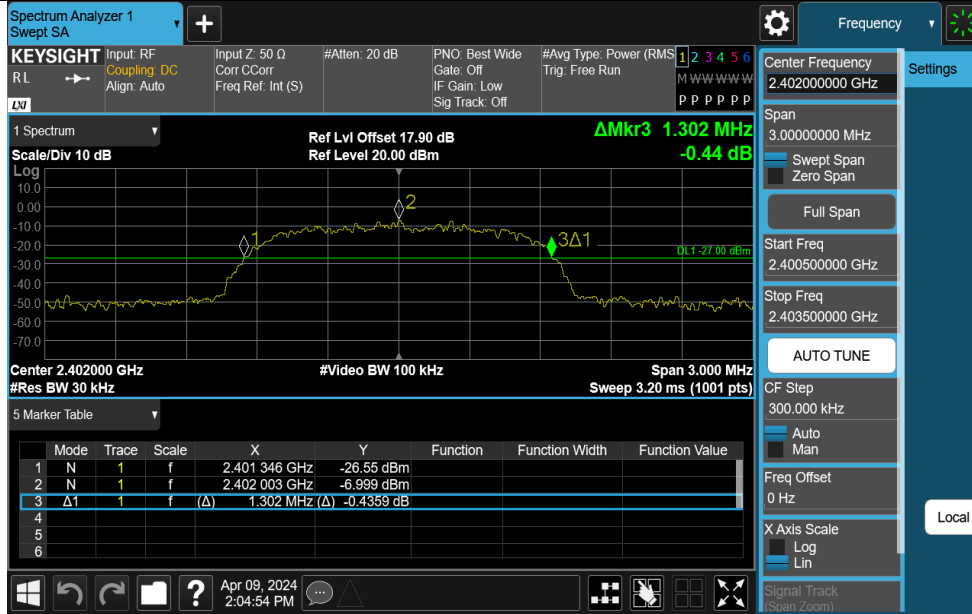 Spectrum Analyzer 1
Swept SA
+
Frequency
KEYSIGHT
R L
LXI
Input: RF
Coupling: DC
Align: Auto
Input Z: 50 Ω
Corr CCorr
Freq Ref: Int (S)
#Atten: 20 dB
PNO: Best Wide
Gate: Off
IF Gain: Low
Sig Track: Off
#Avg Type: Power (RMS
Trig: Free Run
1 2 3 4 5 6
M W W W W W
P P P P P P
1 Spectrum
Scale/Div 10 dB
Log
Ref Lvl Offset 17.90 dB
Ref Level 20.00 dBm
ΔMkr3 1.302 MHz
-0.44 dB
10.0
0.00
-10.0
-20.0
-30.0
-40.0
-50.0
-60.0
-70.0
1
2
3Δ1
DL1 -27.00 dBm
Center 2.402000 GHz
#Res BW 30 kHz
#Video BW 100 kHz
Span 3.000 MHz
Sweep 3.20 ms (1001 pts)
5 Marker Table
Mode Trace Scale X Y Function Function Width Function Value
1 N 1 f 2.401 346 GHz -26.55 dBm
2 N 1 f 2.402 003 GHz -6.999 dBm
3 Δ1 1 f (Δ) 1.302 MHz (Δ) -0.4359 dB
4
5
6
?
Apr 09, 2024
2:04:54 PM
Center Frequency
2.402000000 GHz
Span
3.00000000 MHz
Swept Span
Zero Span
Full Span
Start Freq
2.400500000 GHz
Stop Freq
2.403500000 GHz
AUTO TUNE
CF Step
300.000 kHz
Auto
Man
Freq Offset
0 Hz
X Axis Scale
Log
Lin
Signal Track
(Span Zoom)
Settings
Local